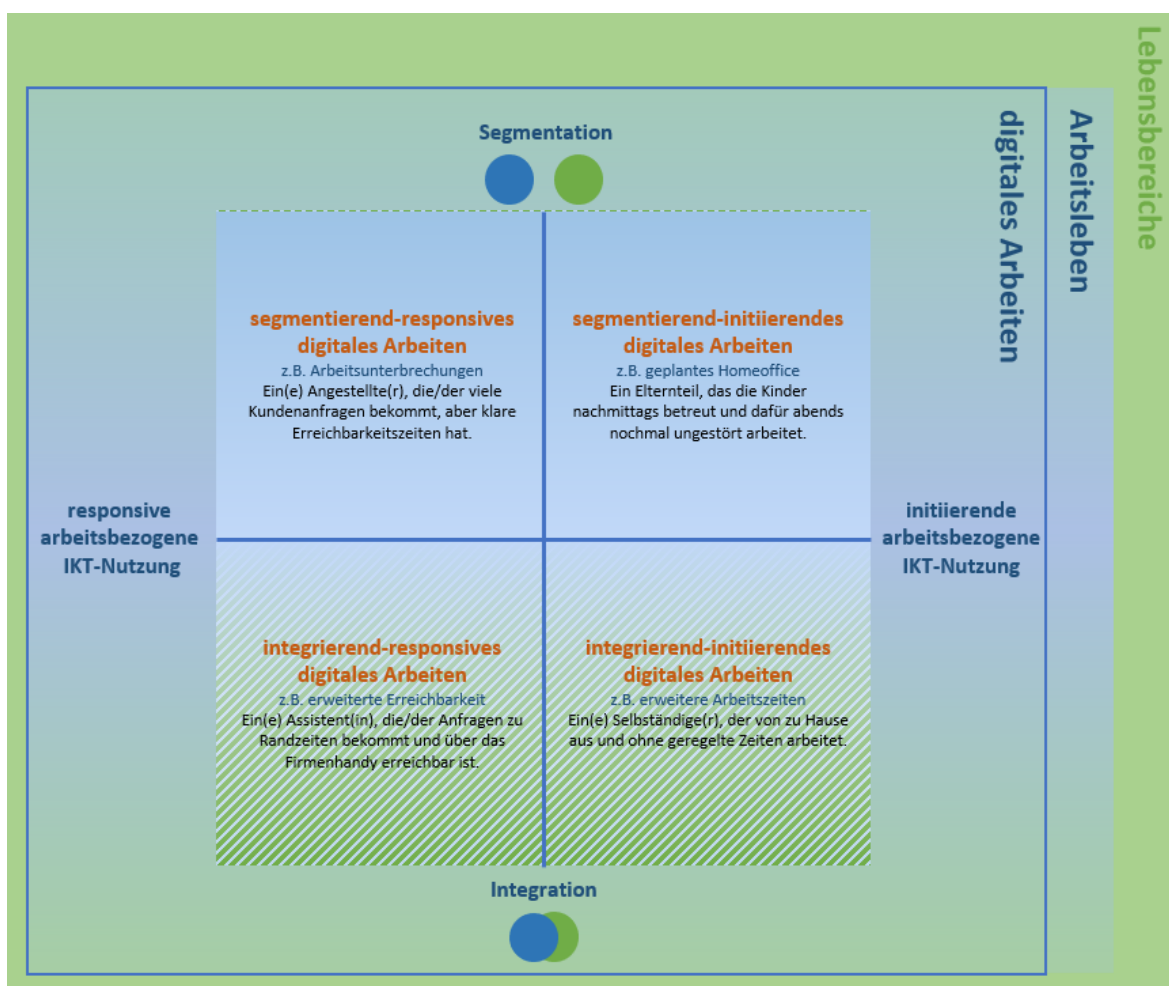 Lebensbereiche
Arbeitsleben
digitales Arbeiten
Segmentation
segmentierend-responsives
digitales Arbeiten
z.B. Arbeitsunterbrechungen
Ein(e) Angestellte(r), die/der viele
Kundenanfragen bekommt, aber klare
Erreichbarkeitszeiten hat.
segmentierend-initiierendes
digitales Arbeiten
z.B. geplantes Homeoffice
Ein Elternteil, das die Kinder
nachmittags betreut und dafür abends
nochmal ungestört arbeitet.
responsive
arbeitsbezogene
IKT-Nutzung
initiierende
arbeitsbezogene
IKT-Nutzung
integrierend-responsives
digitales Arbeiten
z.B. erweiterte Erreichbarkeit
Ein(e) Assistent(in), die/der Anfragen zu
Randzeiten bekommt und über das
Firmenhandy erreichbar ist.
integrierend-initiierendes
digitales Arbeiten
z.B. erweitere Arbeitszeiten
Ein(e) Selbständige(r), der von zu Hause
aus und ohne geregelte Zeiten arbeitet.
Integration